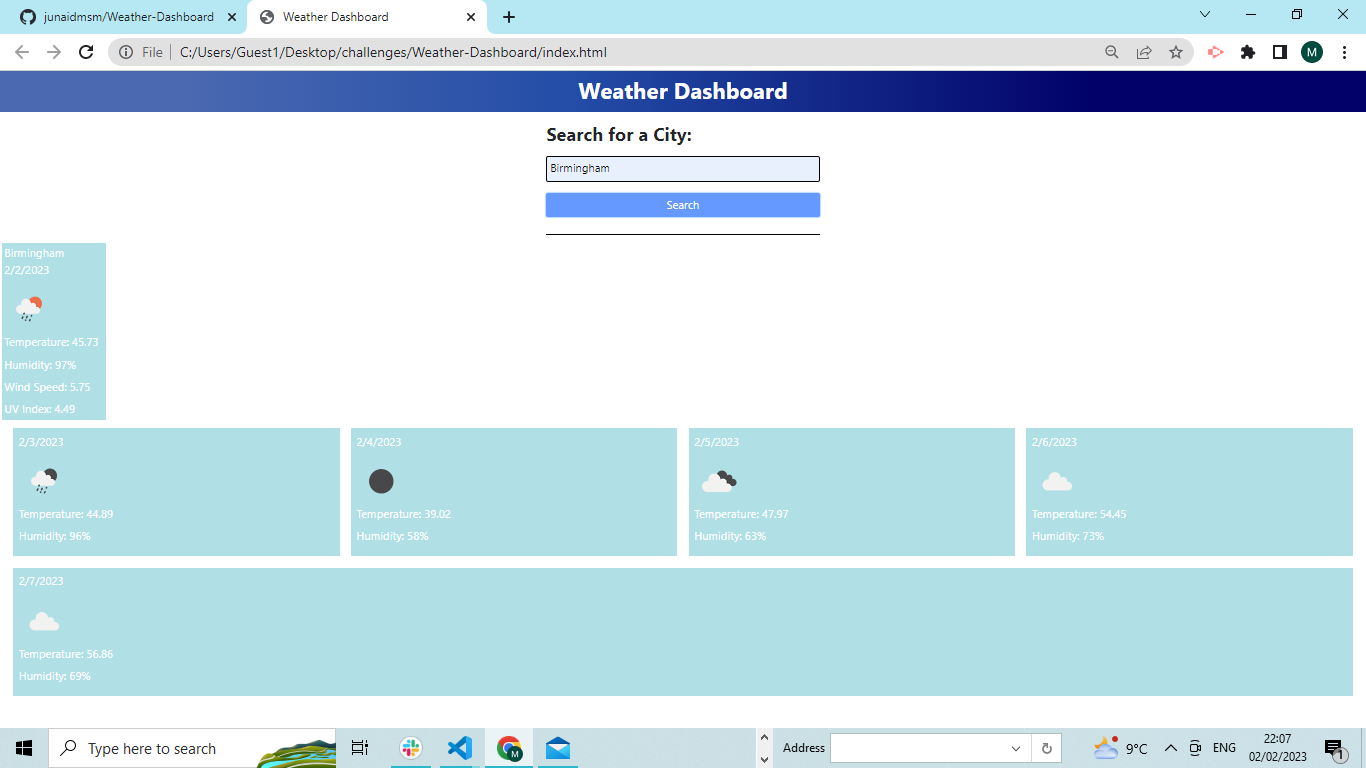 junaidmsm/Weather-Dashboard
Weather Dashboard
File
C:/Users/Guest1/Desktop/challenges/Weather-Dashboard/index.html
M
Weather Dashboard
Search for a City:
Birmingham
Search
Birmingham
2/2/2023
Temperature: 45.73
Humidity: 97%
Wind Speed: 5.75
UV Index: 4.49
2/3/2023
Temperature: 44.89
Humidity: 96%
2/4/2023
Temperature: 39.02
Humidity: 58%
2/5/2023
Temperature: 47.97
Humidity: 63%
2/6/2023
Temperature: 54.45
Humidity: 73%
2/7/2023
Temperature: 56.86
Humidity: 69%
Type here to search
M
Address
9°C
ENG
22:07
02/02/2023
1